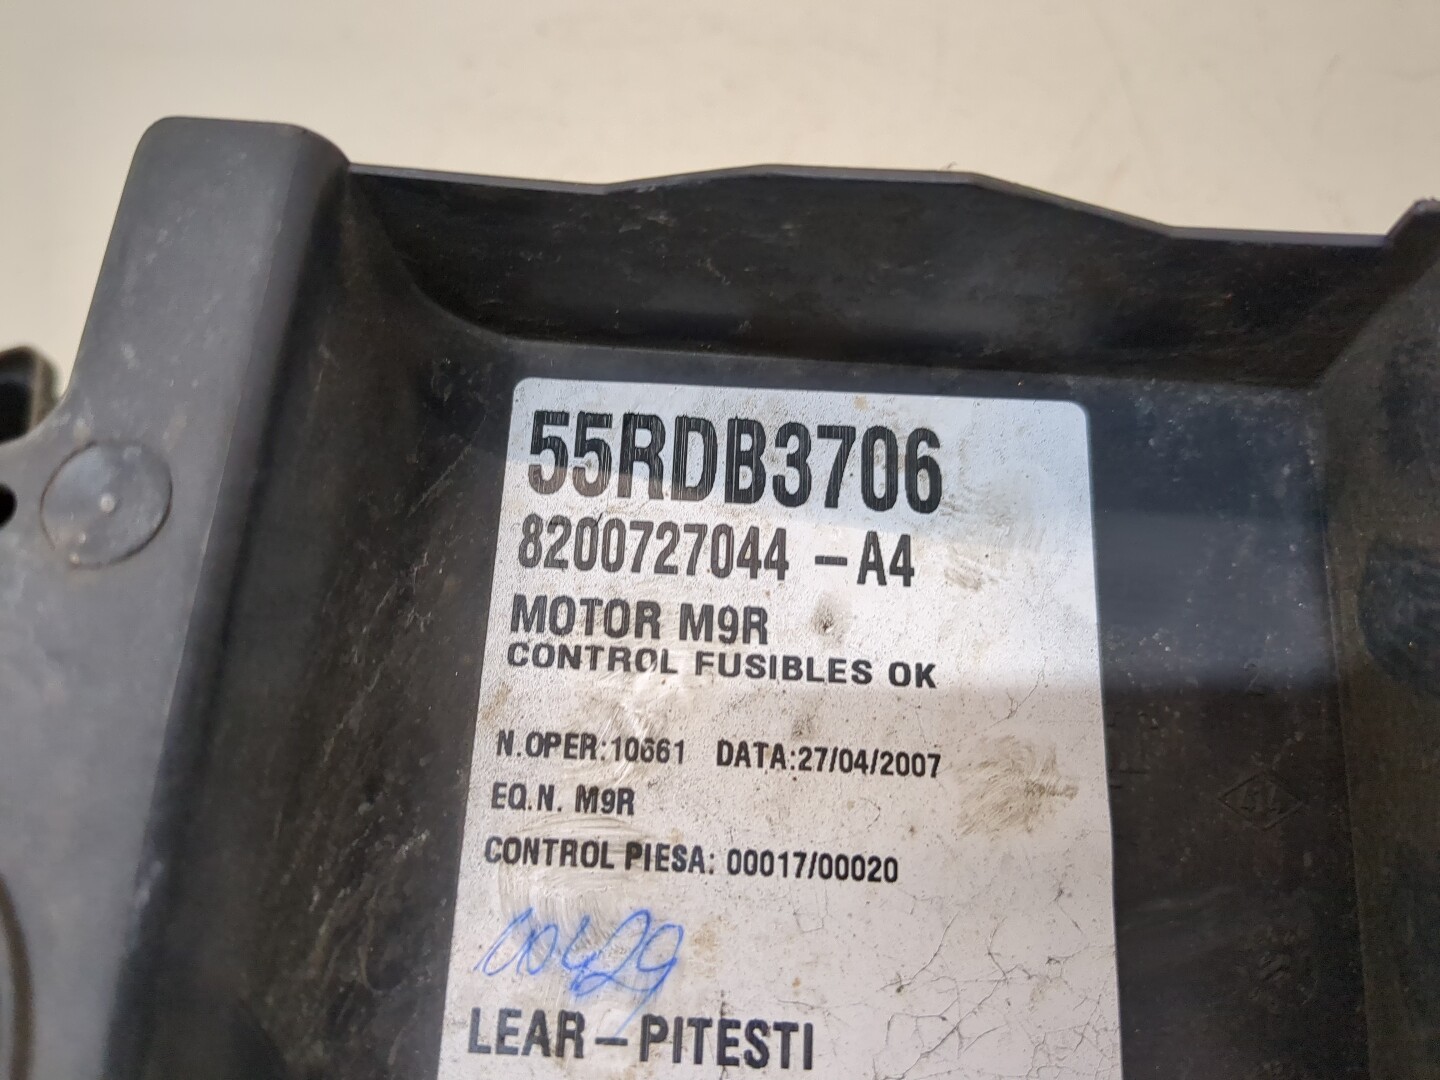 55RDB3706
8200727044 -A4
MOTOR M9R
CONTROL FUSIBLES OK
N.OPER:10661 DATA:27/04/2007
EQ.N. M9R
CONTROL PIESA: 00017/00020
00429
LEAR-PITESTI